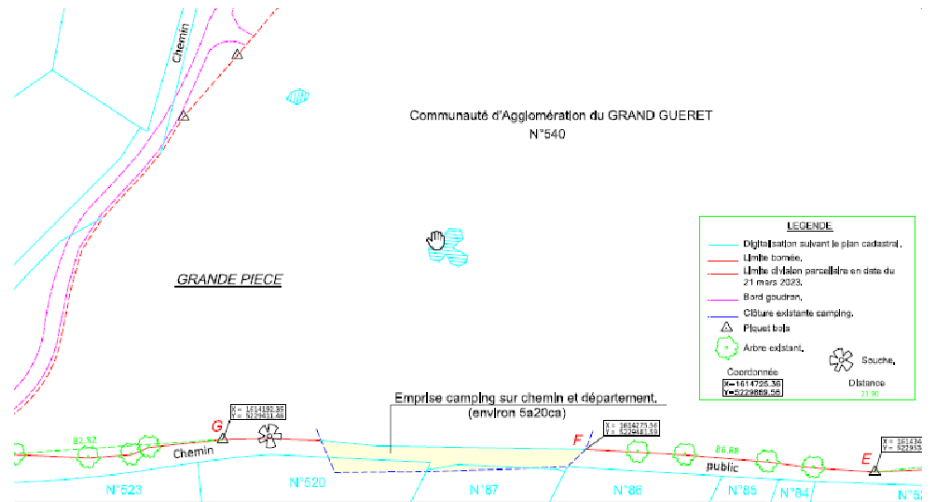 Chemin
Communauté d'Agglomération du GRAND GUERET
N°540
GRANDE PIECE
LEGENDE
Digitalisation suivant le plan cadastral.
Limite bornée.
Limite division parcellaire en date du
21 mars 2023.
Bord goudron.
Clôture existante camping.
Piquet bois
Arbre existant.
Souche.
Coordonnée
X=1614725.36
Y=5229889.56
Distance
21.90
Emprise camping sur chemin et département.
(environ 5a20ca)
G
82.52
Chemin
F
86.68
public
E
X= 161434
N°523
N°520
N°87
N°86
N°85
N°84